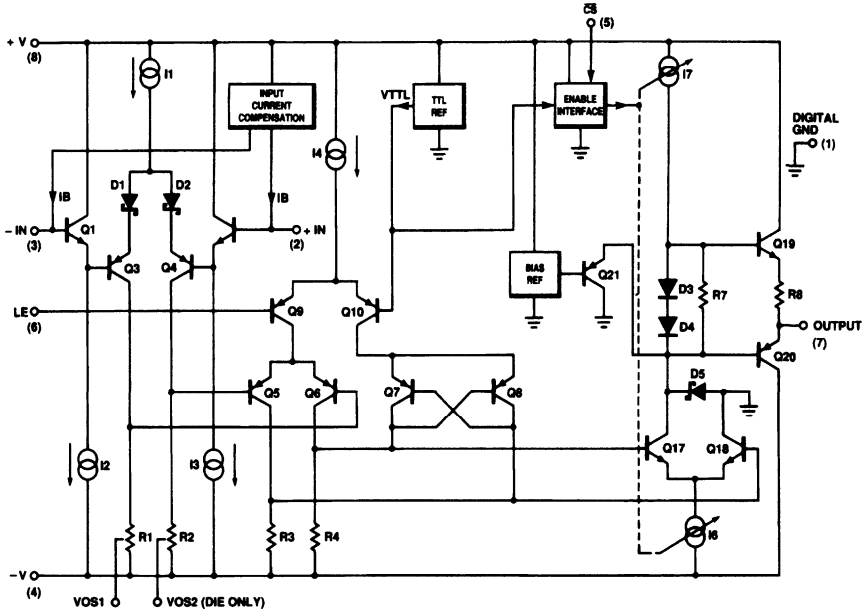 CS
(5)
+ V
(8)
I1
INPUT
CURRENT
COMPENSATION
VTTL
TTL
REF
ENABLE
INTERFACE
I7
DIGITAL
GND
(1)
I4
D1
D2
IB
IB
– IN
(3)
Q1
+ IN
(2)
Q3
Q4
BIAS
REF
Q21
Q19
D3
R7
R8
D4
LE
(6)
Q9
Q10
OUTPUT
(7)
Q20
D5
Q5
Q6
Q7
Q8
Q17
Q18
I2
I3
R1
R2
R3
R4
I6
–V
(4)
VOS1
VOS2 (DIE ONLY)